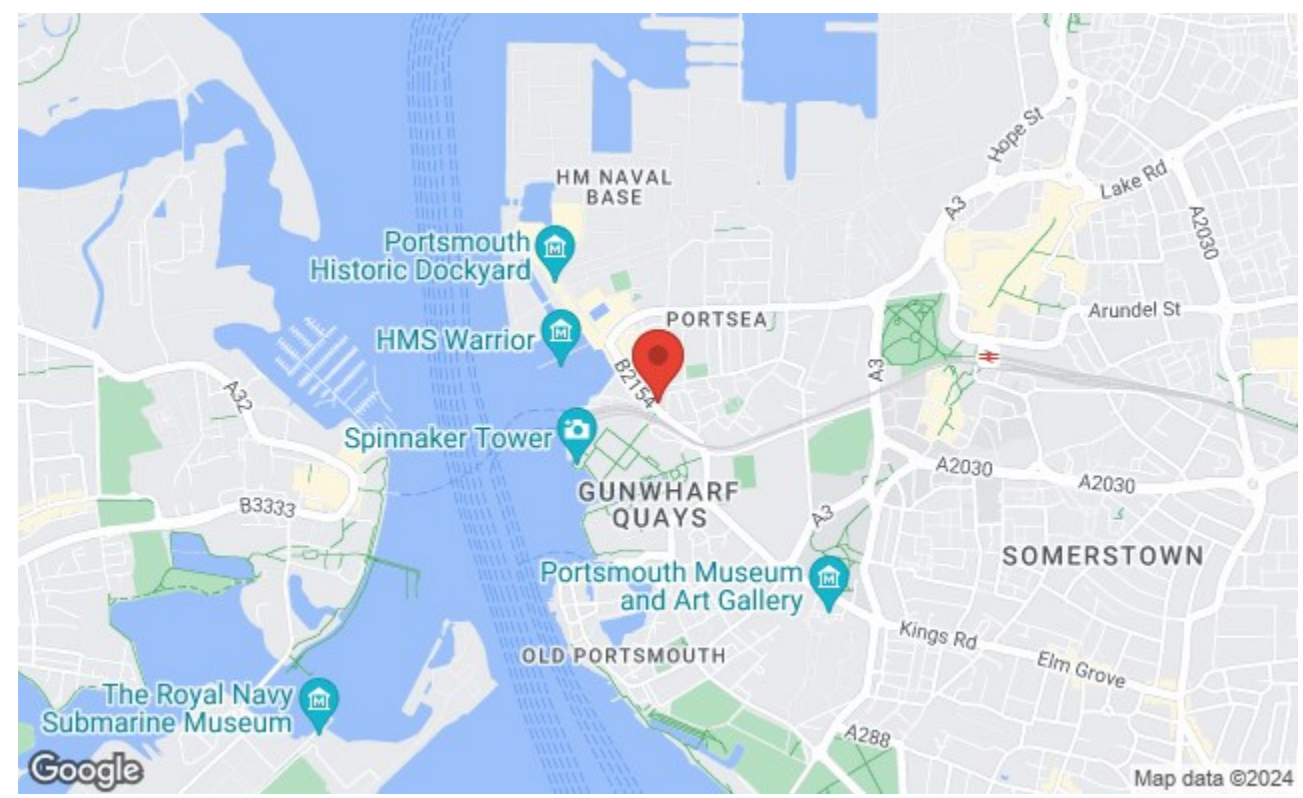 Hope St
Lake Rd
HM NAVAL
BASE
A3
A2030
Portsmouth
Historic Dockyard
M
Arundel St
PORTSEA
HMS Warrior
M
B2154
A3
A32
Spinnaker Tower
A2030
A2030
GUNWHARF
QUAYS
B3333
A3
SOMERSTOWN
Portsmouth Museum
and Art Gallery
M
Kings Rd
OLD PORTSMOUTH
Elm Grove
The Royal Navy
Submarine Museum
M
A288
Google
Map data ©2024